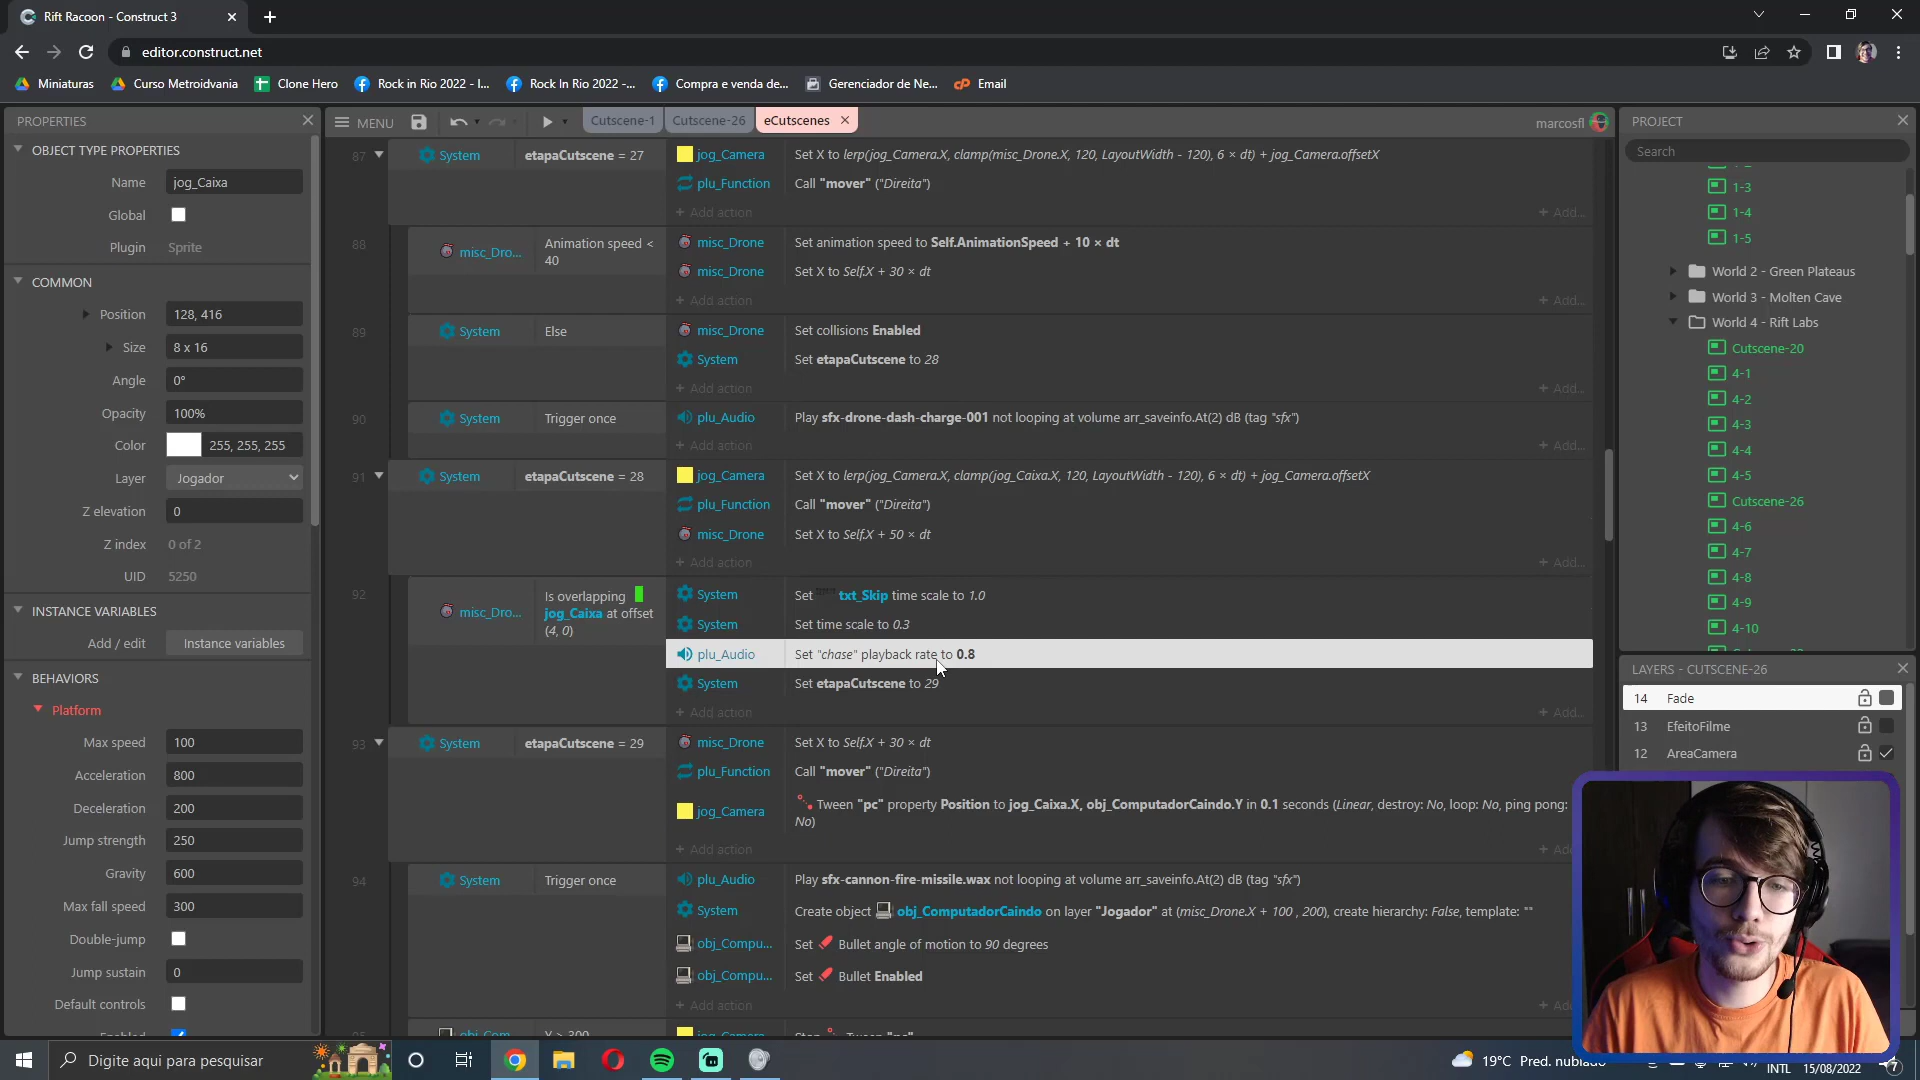 Rift Racoon - Construct 3
editor.construct.net
Miniaturas Curso Metroidvania Clone Hero Rock in Rio 2022 - I... Rock In Rio 2022 -... Compra e venda de... Gerenciador de Ne... Email
PROPERTIES
OBJECT TYPE PROPERTIES
Name jog_Caixa
Global
Plugin Sprite
COMMON
Position 128, 416
Size 8 x 16
Angle 0°
Opacity 100%
Color 255, 255, 255
Layer Jogador
Z elevation 0
Z index 0 of 2
UID 5250
INSTANCE VARIABLES
Add / edit Instance variables
BEHAVIORS
Platform
Max speed 100
Acceleration 800
Deceleration 200
Jump strength 250
Gravity 600
Max fall speed 300
Double-jump
Jump sustain 0
Default controls
Enabled
MENU Cutscene-1 Cutscene-26 eCutscenes marcosfl
87 System etapaCutscene = 27 jog_Camera Set X to lerp(jog_Camera.X, clamp(misc_Drone.X, 120, LayoutWidth - 120), 6 × dt) + jog_Camera.offsetX
plu_Function Call "mover" ("Direita")
+ Add action + Add...
88 misc_Dro... Animation speed < 40 misc_Drone Set animation speed to Self.AnimationSpeed + 10 × dt
misc_Drone Set X to Self.X + 30 × dt
+ Add action + Add...
89 System Else misc_Drone Set collisions Enabled
System Set etapaCutscene to 28
+ Add action + Add...
90 System Trigger once plu_Audio Play sfx-drone-dash-charge-001 not looping at volume arr_saveinfo.At(2) dB (tag "sfx")
+ Add action + Add...
91 System etapaCutscene = 28 jog_Camera Set X to lerp(jog_Camera.X, clamp(jog_Caixa.X, 120, LayoutWidth - 120), 6 × dt) + jog_Camera.offsetX
plu_Function Call "mover" ("Direita")
misc_Drone Set X to Self.X + 50 × dt
+ Add action + Add...
92 misc_Dro... Is overlapping jog_Caixa at offset (4, 0) System Set txt_Skip time scale to 1.0
System Set time scale to 0.3
plu_Audio Set "chase" playback rate to 0.8
System Set etapaCutscene to 29
+ Add action + Add...
93 System etapaCutscene = 29 misc_Drone Set X to Self.X + 30 × dt
plu_Function Call "mover" ("Direita")
jog_Camera Tween "pc" property Position to jog_Caixa.X, obj_ComputadorCaindo.Y in 0.1 seconds (Linear, destroy: No, loop: No, ping pong: No)
+ Add action + Add
94 System Trigger once plu_Audio Play sfx-cannon-fire-missile.wax not looping at volume arr_saveinfo.At(2) dB (tag "sfx")
System Create object obj_ComputadorCaindo on layer "Jogador" at (misc_Drone.X + 100 , 200), create hierarchy: False, template: ""
obj_Compu... Set Bullet angle of motion to 90 degrees
obj_Compu... Set Bullet Enabled
+ Add action + Add
95 obj_Com... Y > 300 jog_Camera Stop Tween "pc"
PROJECT
Search
1-3
1-4
1-5
World 2 - Green Plateaus
World 3 - Molten Cave
World 4 - Rift Labs
Cutscene-20
4-1
4-2
4-3
4-4
4-5
Cutscene-26
4-6
4-7
4-8
4-9
4-10
LAYERS - CUTSCENE-26
14 Fade
13 EfeitoFilme
12 AreaCamera
Digite aqui para pesquisar
19°C Pred. nublado
INTL 15/08/2022 7